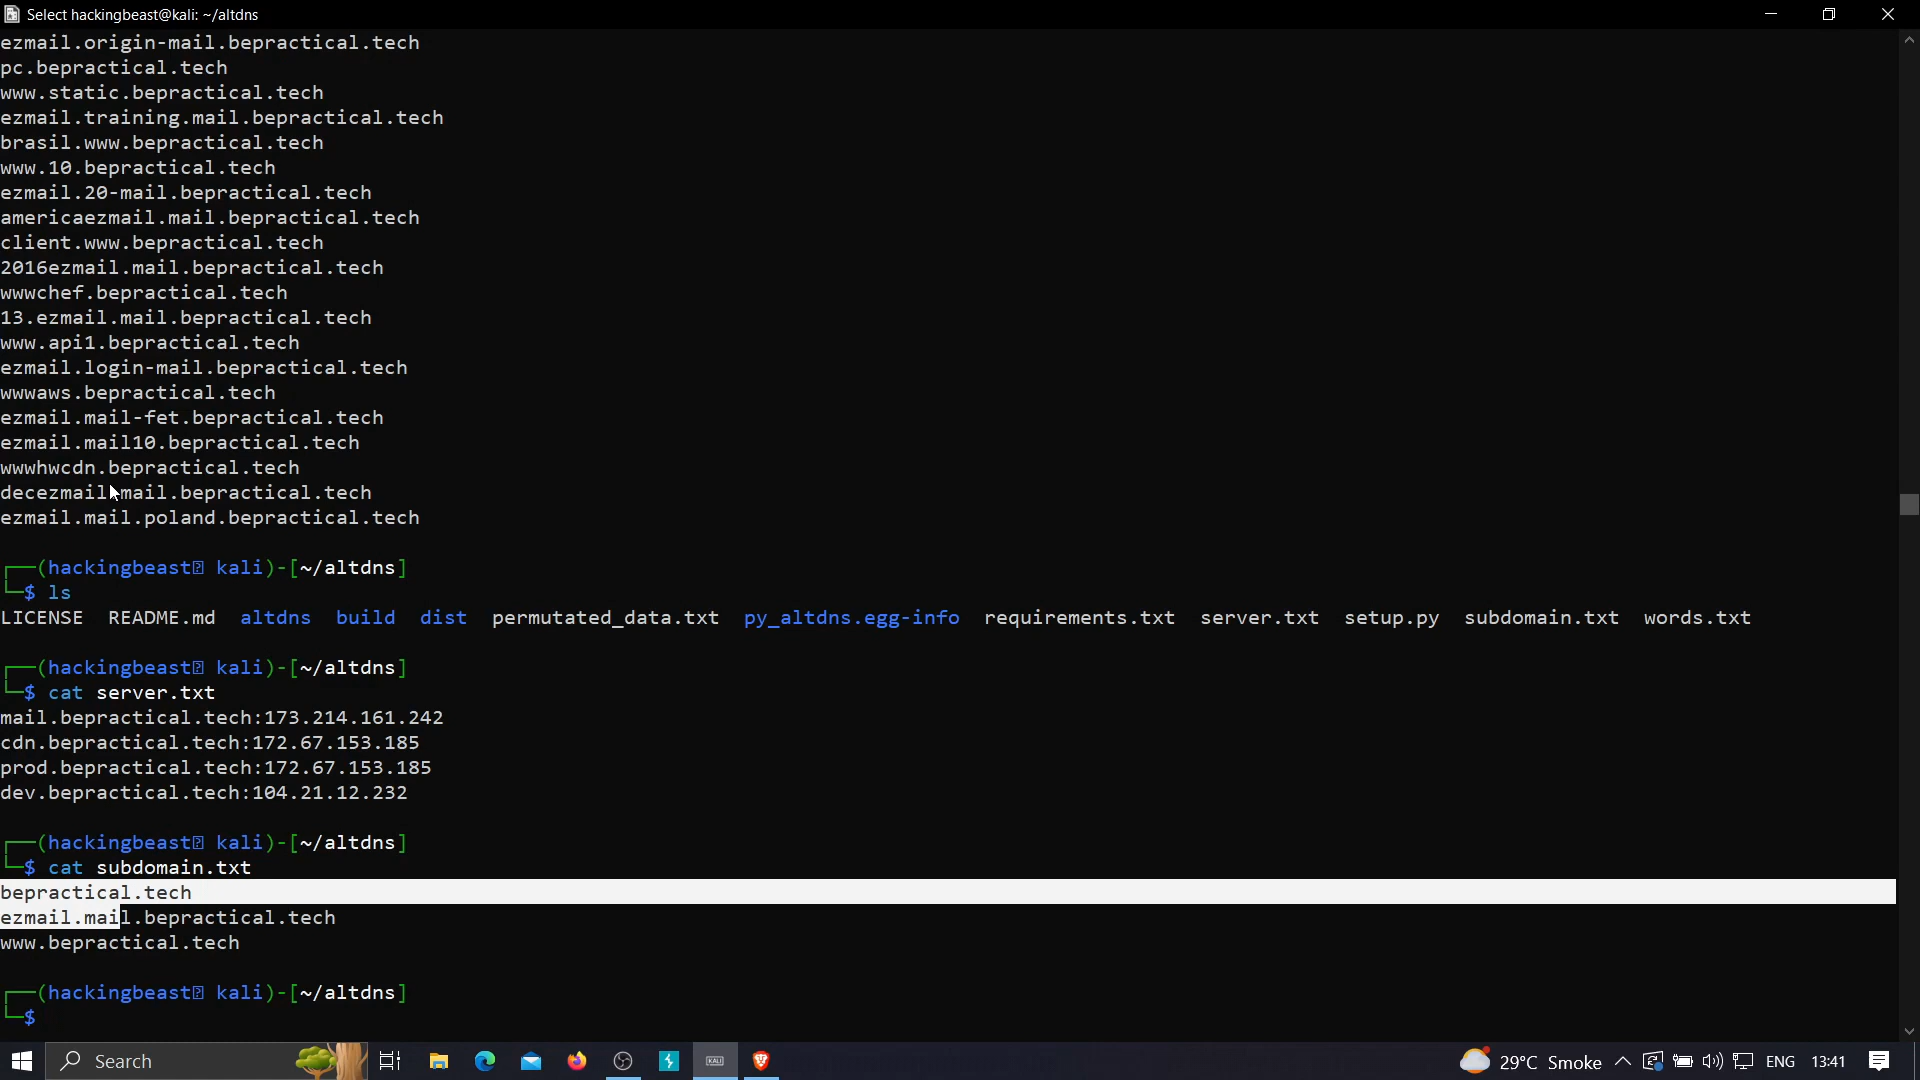 Select hackingbeast@kali: ~/altdns
ezmail.origin-mail.bepractical.tech
pc.bepractical.tech
www.static.bepractical.tech
ezmail.training.mail.bepractical.tech
brasil.www.bepractical.tech
www.10.bepractical.tech
ezmail.20-mail.bepractical.tech
americaezmail.mail.bepractical.tech
client.www.bepractical.tech
2016ezmail.mail.bepractical.tech
wwwchef.bepractical.tech
13.ezmail.mail.bepractical.tech
www.api1.bepractical.tech
ezmail.login-mail.bepractical.tech
wwwaws.bepractical.tech
ezmail.mail-fet.bepractical.tech
ezmail.mail10.bepractical.tech
wwwhwcdn.bepractical.tech
decezmail.mail.bepractical.tech
ezmail.mail.poland.bepractical.tech
┌──(hackingbeast⍰ kali)-[~/altdns]
└─$ ls
LICENSE README.md altdns build dist permutated_data.txt py_altdns.egg-info requirements.txt server.txt setup.py subdomain.txt words.txt
┌──(hackingbeast⍰ kali)-[~/altdns]
└─$ cat server.txt
mail.bepractical.tech:173.214.161.242
cdn.bepractical.tech:172.67.153.185
prod.bepractical.tech:172.67.153.185
dev.bepractical.tech:104.21.12.232
┌──(hackingbeast⍰ kali)-[~/altdns]
└─$ cat subdomain.txt
bepractical.tech
ezmail.mail.bepractical.tech
www.bepractical.tech
┌──(hackingbeast⍰ kali)-[~/altdns]
└─$
Search KALI 29°C Smoke ENG 13:41